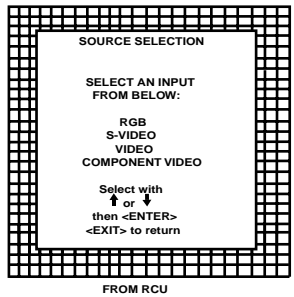 SOURCE SELECTION
SELECT AN INPUT
FROM BELOW:
RGB
S-VIDEO
VIDEO
COMPONENT VIDEO
Select with
↑ or ↓
then <ENTER>
<EXIT> to return
FROM RCU